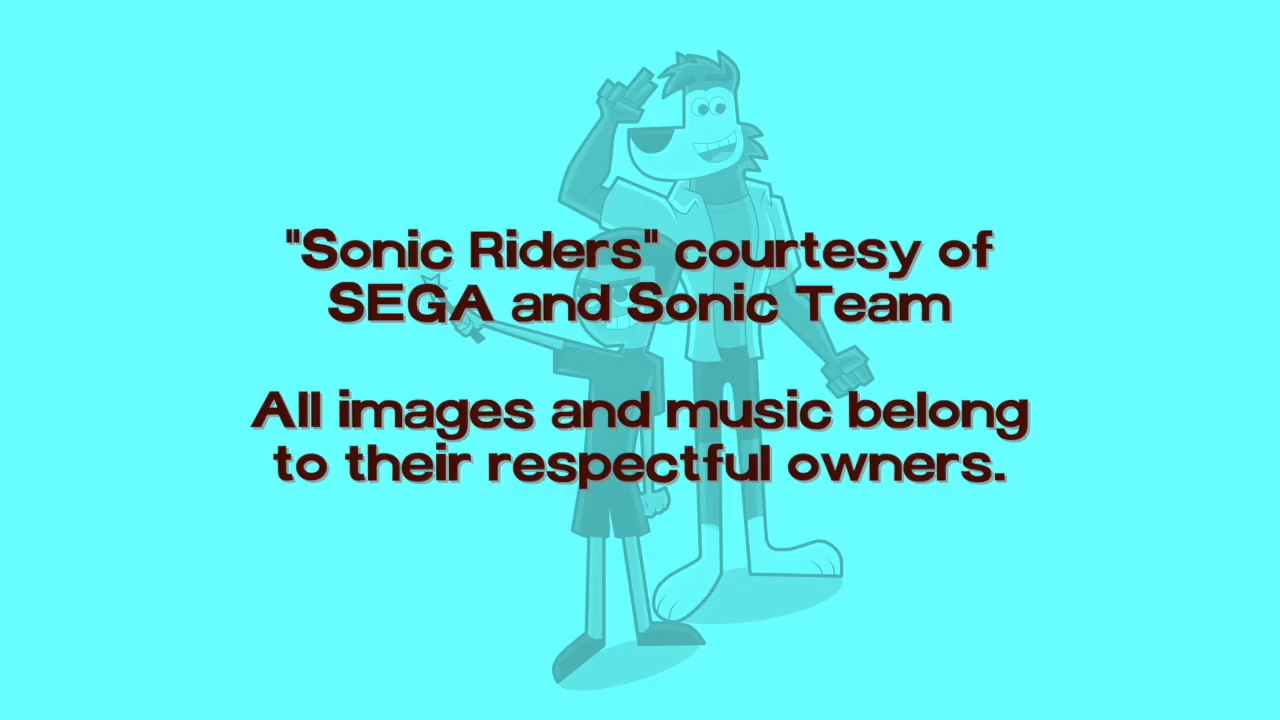 "Sonic Riders" courtesy of
SEGA and Sonic Team
All images and music belong
to their respectful owners.